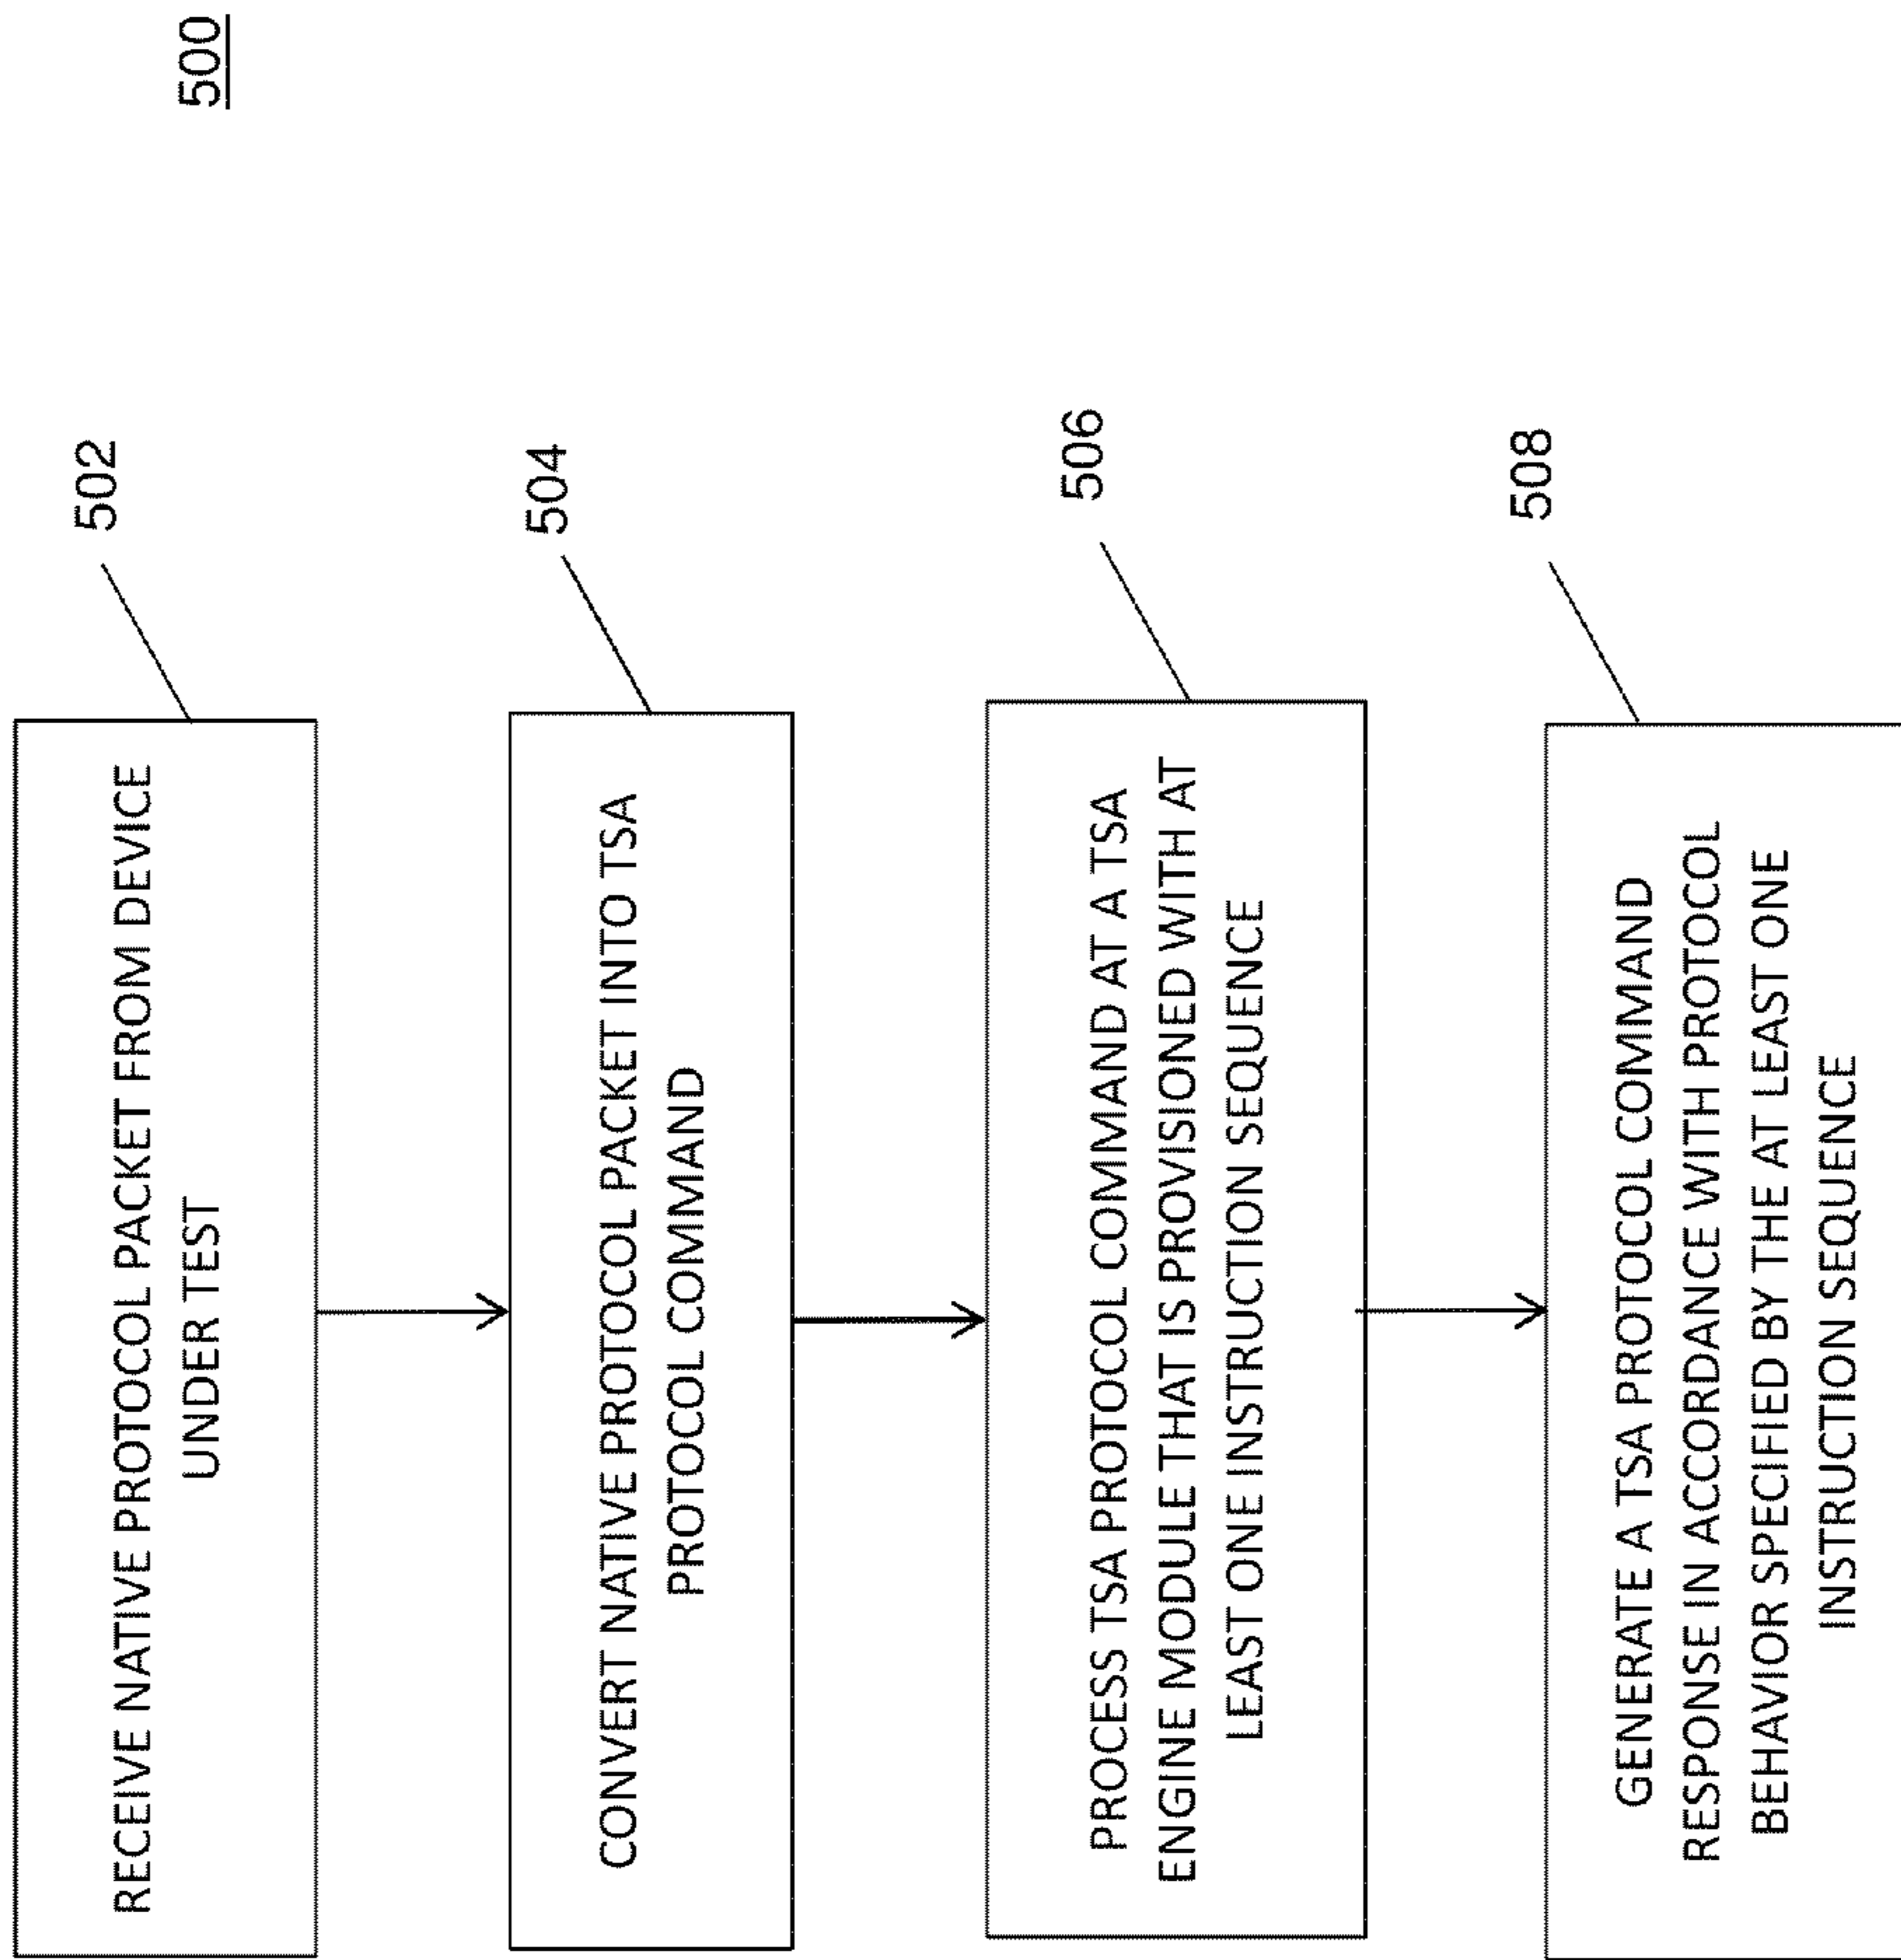 500
502
RECEIVE NATIVE PROTOCOL PACKET FROM DEVICE
UNDER TEST
504
CONVERT NATIVE PROTOCOL PACKET INTO TSA
PROTOCOL COMMAND
506
PROCESS TSA PROTOCOL COMMAND AT A TSA
ENGINE MODULE THAT IS PROVISIONED WITH AT
LEAST ONE INSTRUCTION SEQUENCE
508
GENERATE A TSA PROTOCOL COMMAND
RESPONSE IN ACCORDANCE WITH PROTOCOL
BEHAVIOR SPECIFIED BY THE AT LEAST ONE
INSTRUCTION SEQUENCE